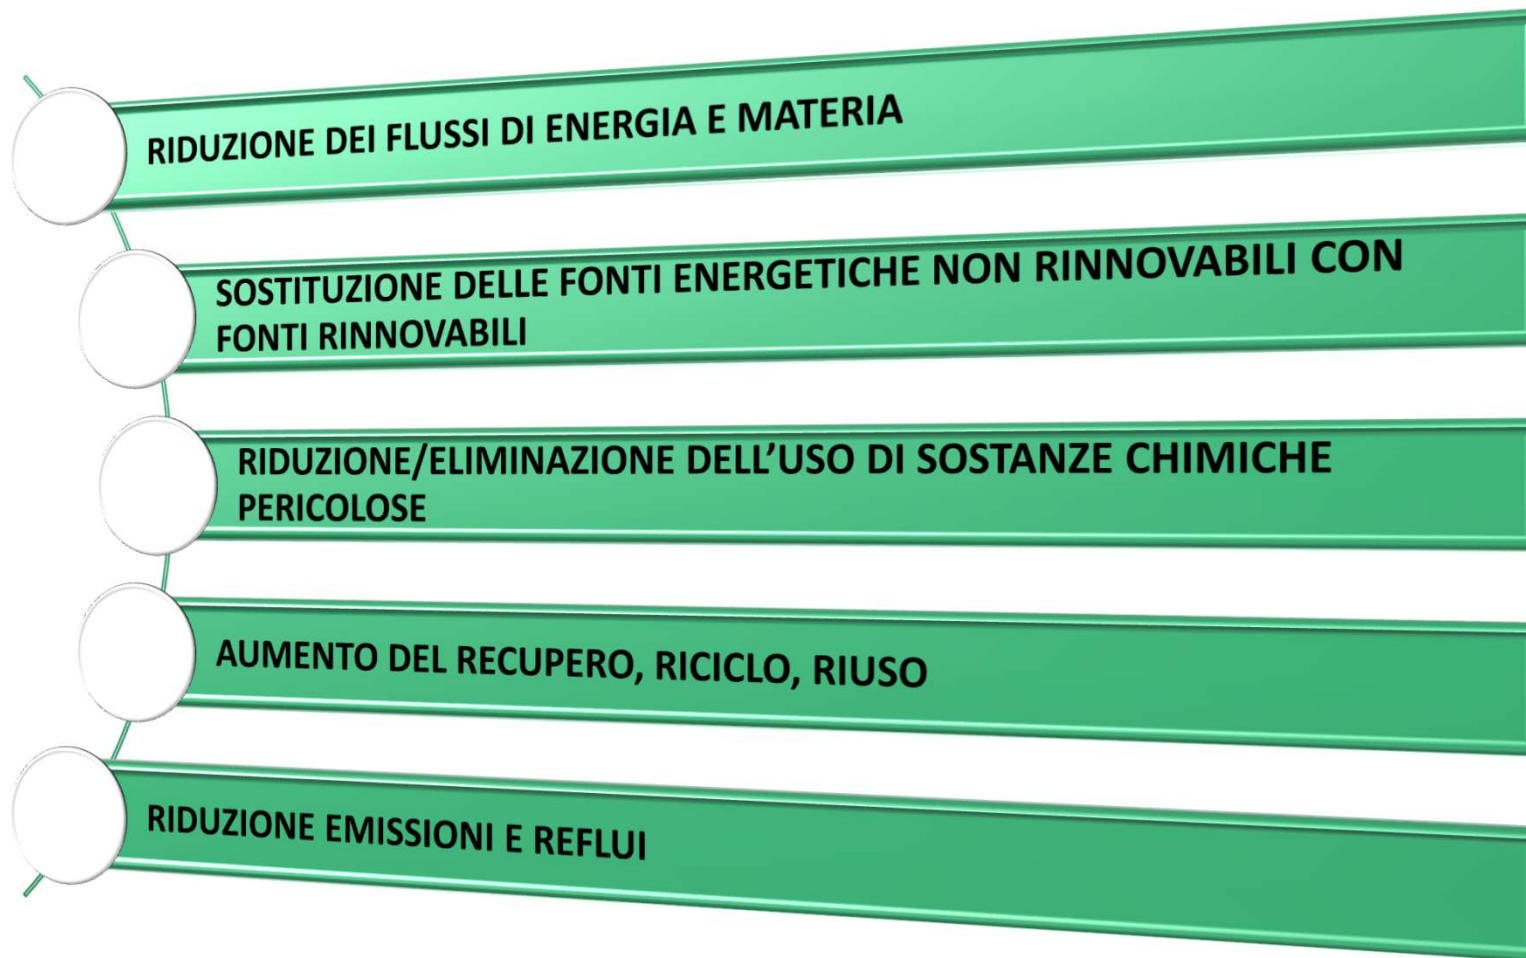 RIDUZIONE DEI FLUSSI DI ENERGIA E MATERIA
SOSTITUZIONE DELLE FONTI ENERGETICHE NON RINNOVABILI CON
FONTI RINNOVABILI
RIDUZIONE/ELIMINAZIONE DELL’USO DI SOSTANZE CHIMICHE
PERICOLOSE
AUMENTO DEL RECUPERO, RICICLO, RIUSO
RIDUZIONE EMISSIONI E REFLUI